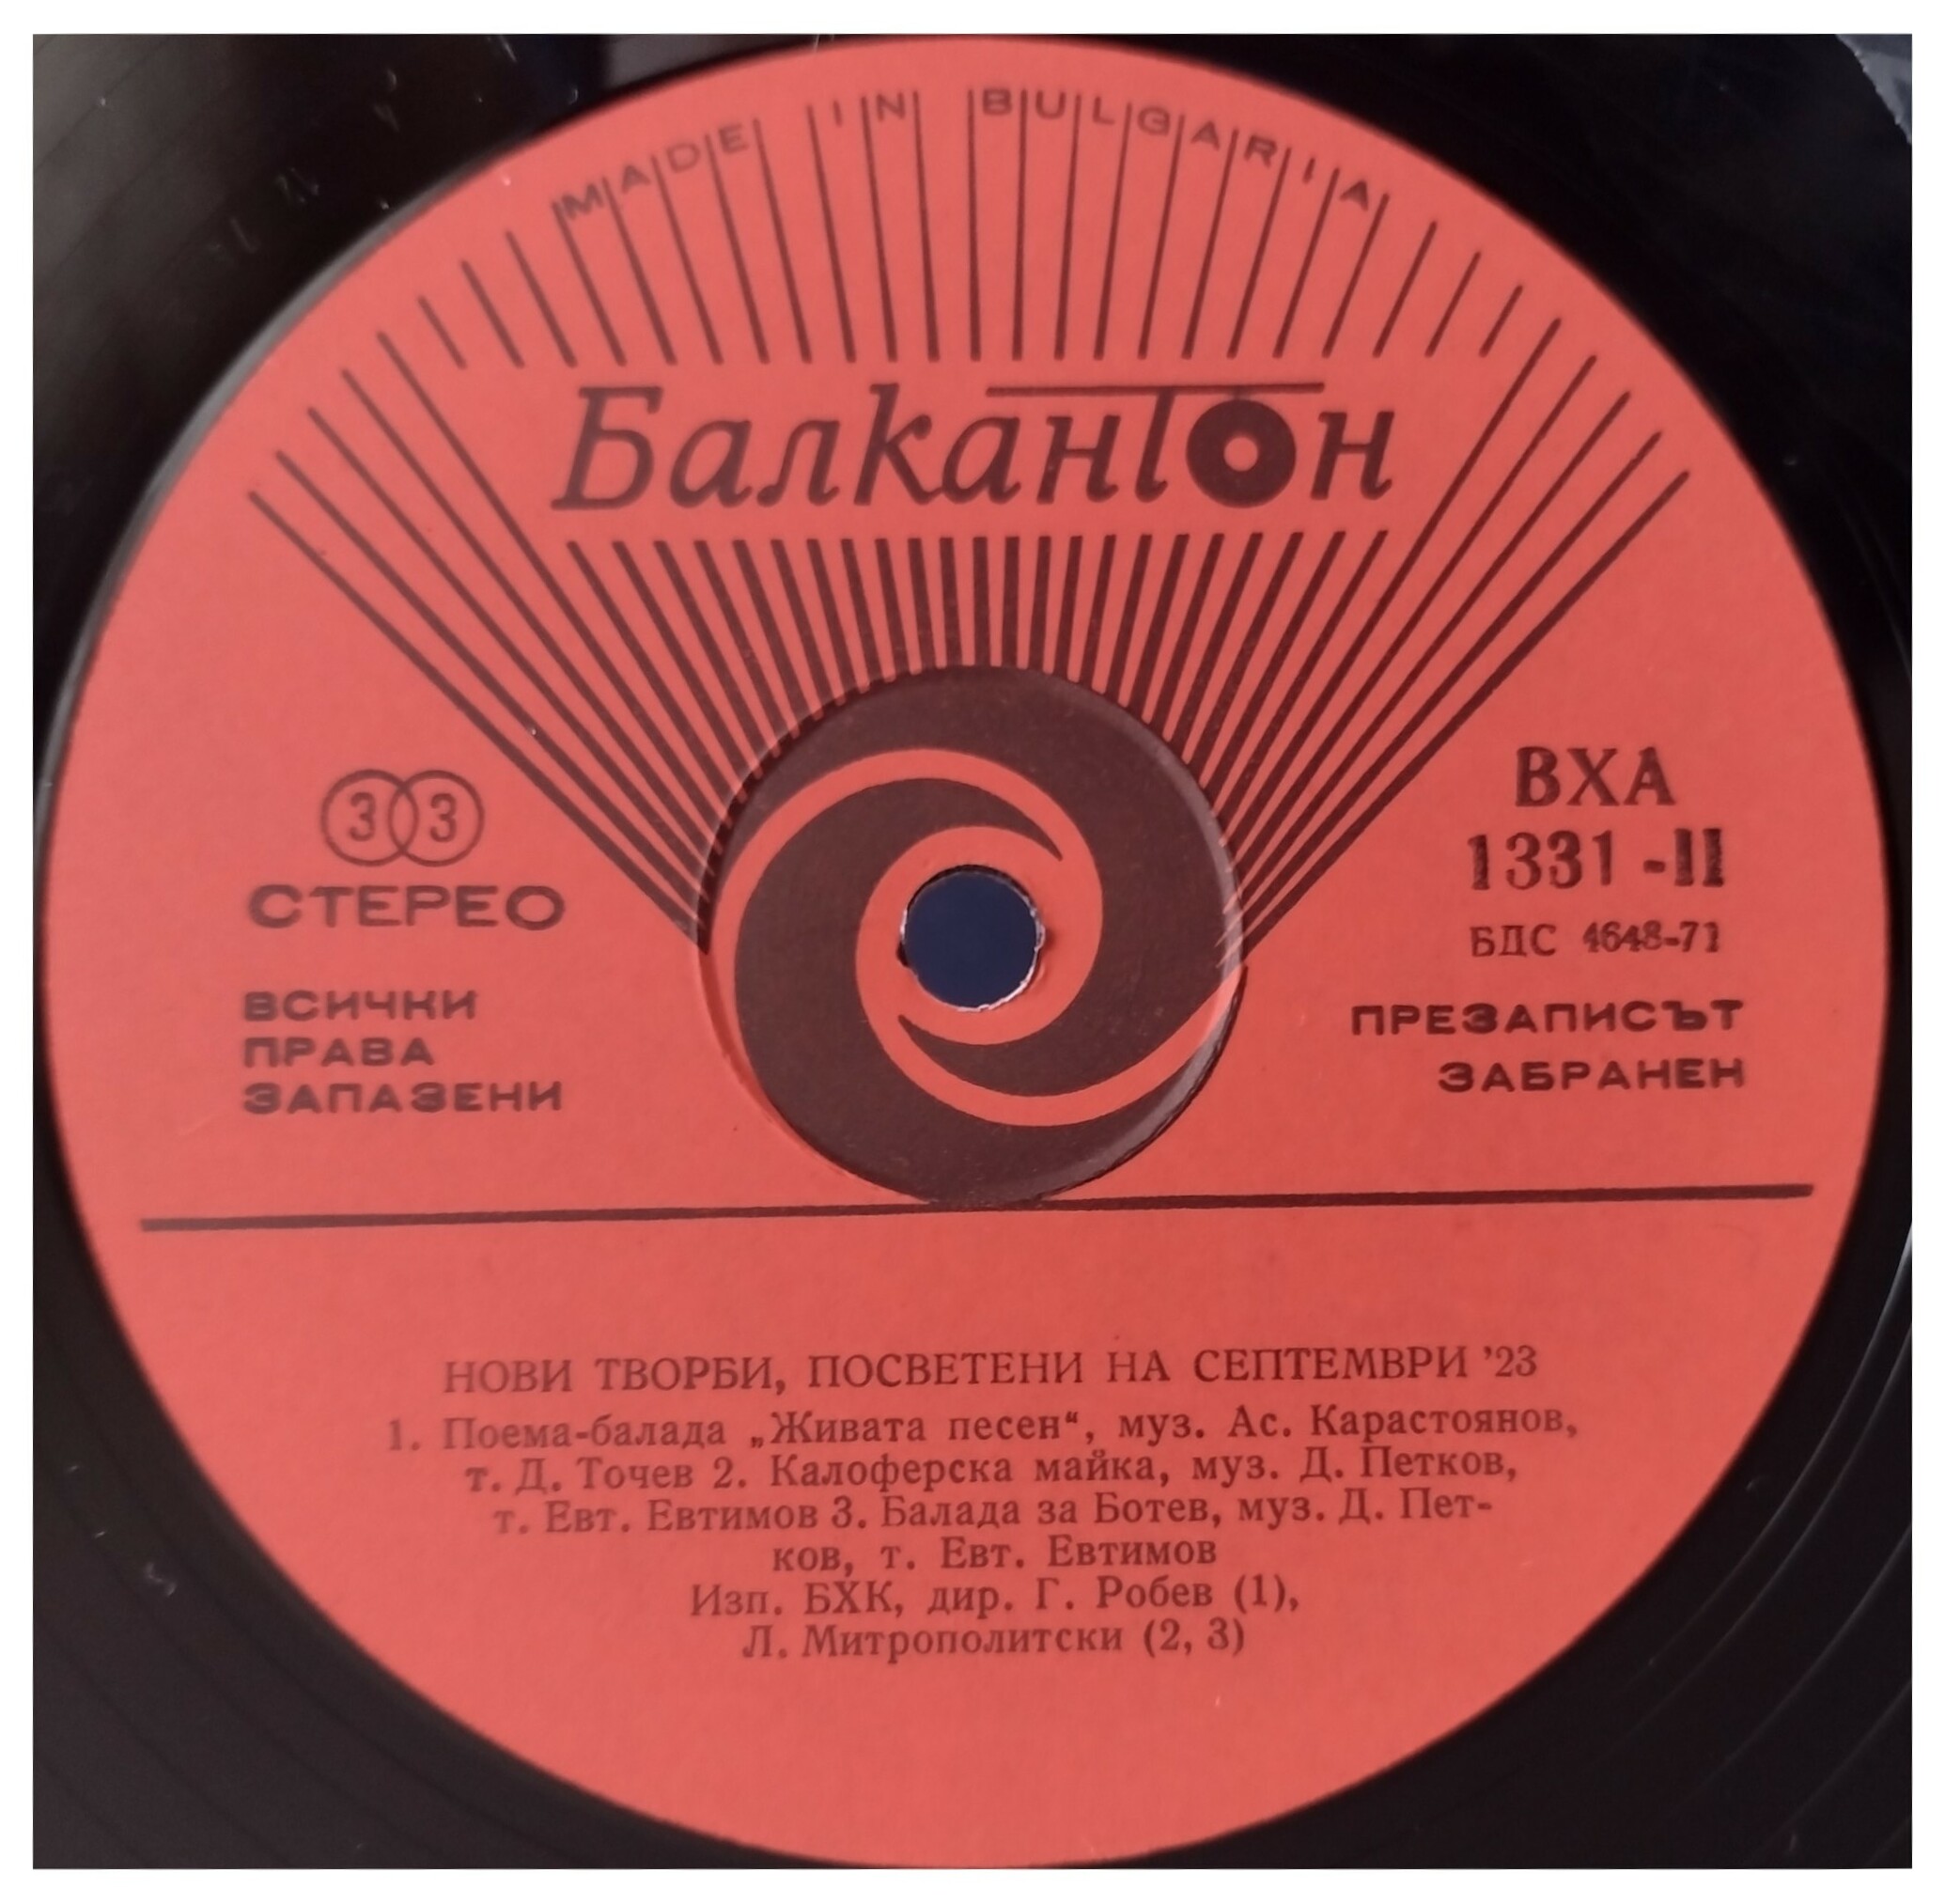 MADE IN BULGARIA
Балкантон
33
СТЕРЕО
ВСИЧКИ
ПРАВА
ЗАПАЗЕНИ
ВХА
1331-II
БДС 4648-71
ПРЕЗАПИСЪТ
ЗАБРАНЕН
НОВИ ТВОРБИ, ПОСВЕТЕНИ НА СЕПТЕМВРИ ’23
1. Поема-балада „Живата песен“, муз. Ас. Карастоянов,
т. Д. Точев 2. Калоферска майка, муз. Д. Петков,
т. Евт. Евтимов 3. Балада за Ботев, муз. Д. Пет-
ков, т. Евт. Евтимов
Изп. БХК, дир. Г. Робев (1),
Л. Митрополитски (2, 3)